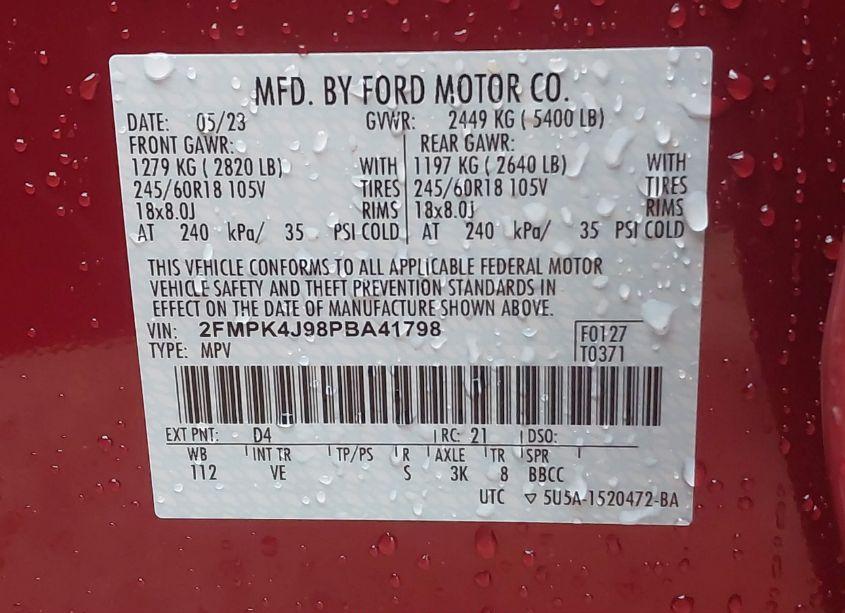 MFD. BY FORD MOTOR CO.
DATE: 05/23 GVWR: 2449 KG ( 5400 LB)
FRONT GAWR: REAR GAWR:
1279 KG ( 2820 LB) WITH 1197 KG ( 2640 LB) WITH
245/60R18 105V TIRES 245/60R18 105V TIRES
18x8.0J RIMS 18x8.0J RIMS
AT 240 kPa/ 35 PSI COLD AT 240 kPa/ 35 PSI COLD
THIS VEHICLE CONFORMS TO ALL APPLICABLE FEDERAL MOTOR
VEHICLE SAFETY AND THEFT PREVENTION STANDARDS IN
EFFECT ON THE DATE OF MANUFACTURE SHOWN ABOVE.
VIN: 2FMPK4J98PBA41798 F0127
TYPE: MPV T0371
EXT PNT: D4 RC: 21 DSO:
WB INT TR TP/PS R AXLE TR SPR
112 VE S 3K 8 BBCC
UTC ▽ 5U5A-1520472-BA